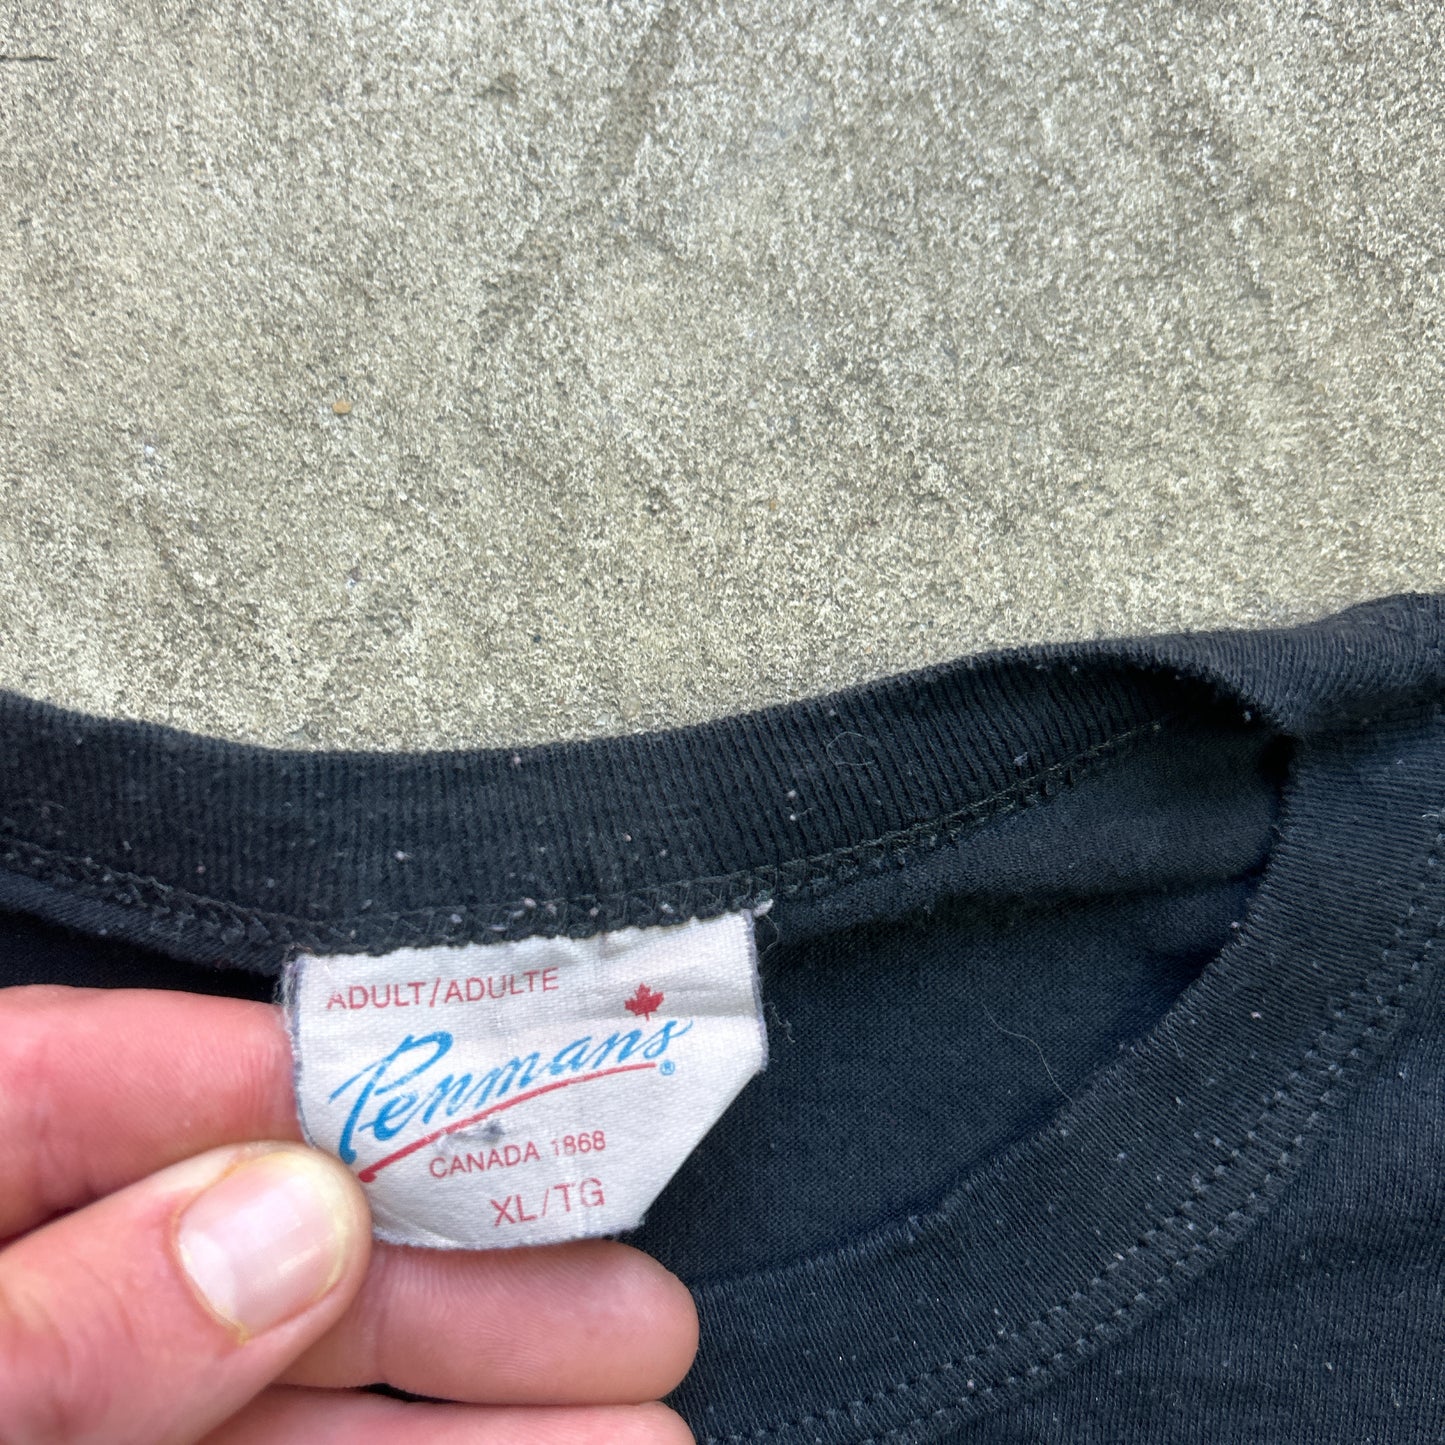 ADULT/ADULTE
Penmans®
CANADA 1868
XL/TG